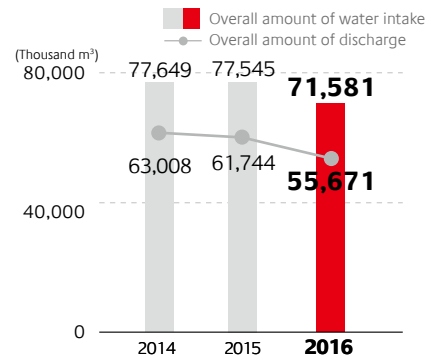 Overall amount of water intake
Overall amount of discharge
(Thousand m³)
80,000
77,649 77,545 71,581
63,008 61,744 55,671
40,000
0
2014 2015 2016